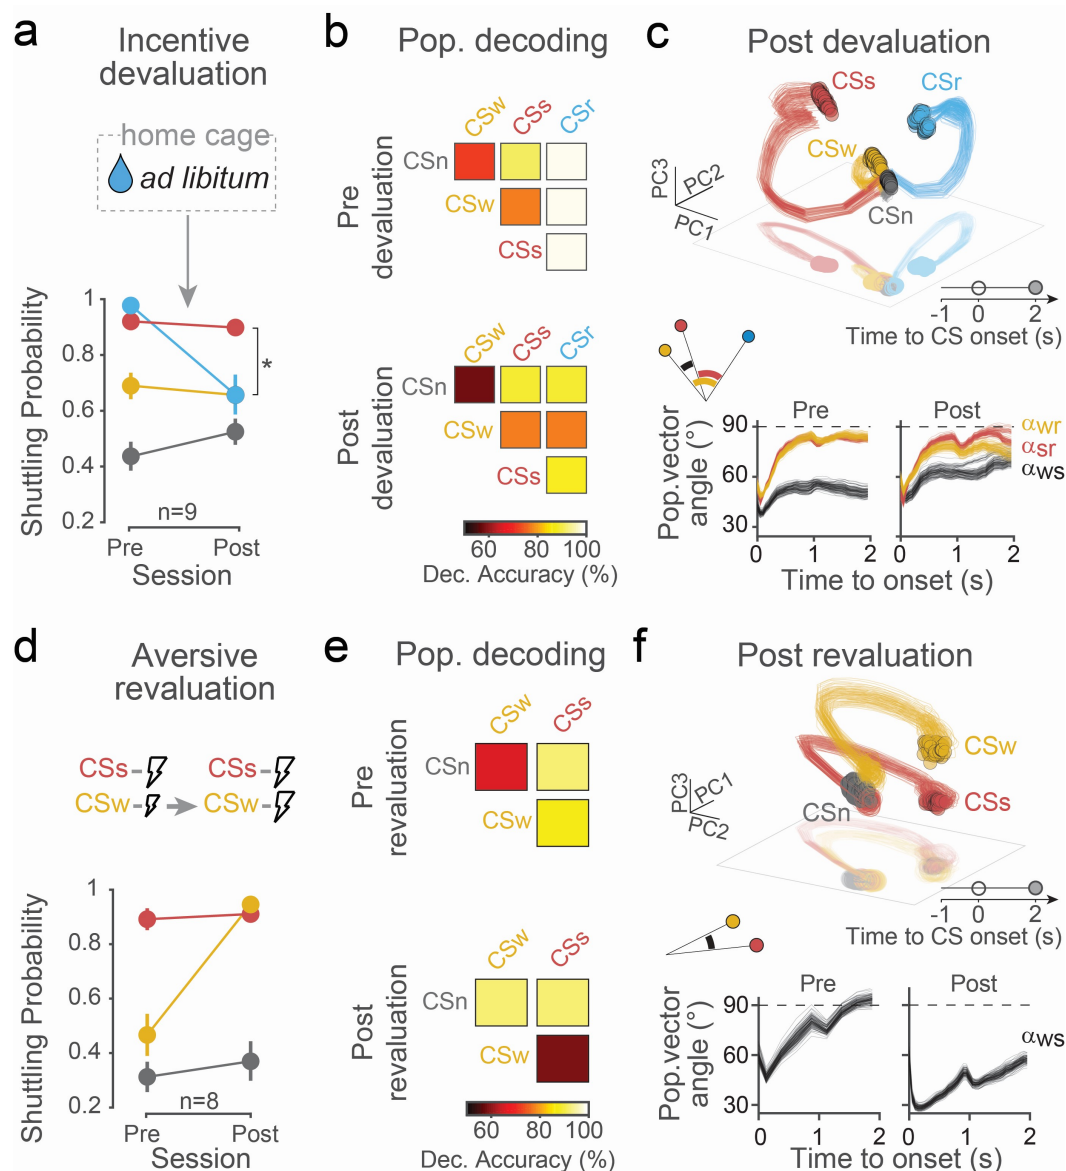 a
Incentive
devaluation
home cage
ad libitum
Shuttling Probability
1
0.8
0.6
0.4
0.2
*
n=9
Pre
Post
Session
b
Pop. decoding
Pre
devaluation
CSw
CSs
CSr
CSn
CSw
CSs
Post
devaluation
CSw
CSs
CSr
CSn
CSw
CSs
60
80
100
Dec. Accuracy (%)
c
Post devaluation
CSs
CSr
CSw
CSn
PC3
PC2
PC1
-1
0
2
Time to CS onset (s)
Pop.vector
angle (°)
90
60
30
Pre
Post
αwr
αsr
αws
0
1
2
0
1
2
Time to onset (s)
d
Aversive
revaluation
CSs
CSs
CSw
CSw
Shuttling Probability
1
0.8
0.4
0.2
n=8
Pre
Post
Session
e
Pop. decoding
Pre
revaluation
CSw
CSs
CSn
CSw
Post
revaluation
CSw
CSs
CSn
CSw
60
80
100
Dec. Accuracy (%)
f
Post revaluation
CSw
CSs
CSn
PC3
PC1
PC2
-1
0
2
Time to CS onset (s)
Pop.vector
angle (°)
90
60
30
Pre
Post
αws
0
1
2
0
1
2
Time to onset (s)